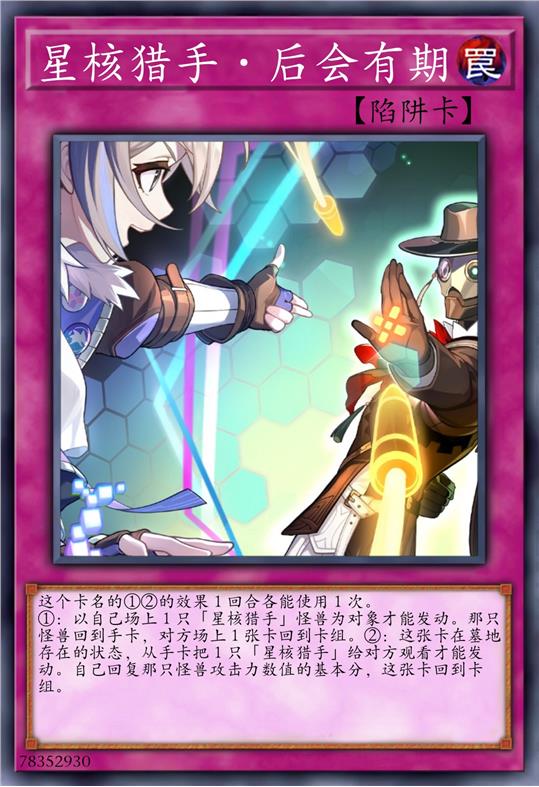 星核猎手·后会有期
罠
【陷阱卡】
这个卡名的①②的效果１回合各能使用１次。
①：以自己场上１只「星核猎手」怪兽为对象才能发动。那只
怪兽回到手卡，对方场上１张卡回到卡组。②：这张卡在墓地
存在的状态，从手卡把１只「星核猎手」给对方观看才能发
动。自己回复那只怪兽攻击力数值的基本分，这张卡回到卡
组。
78352930